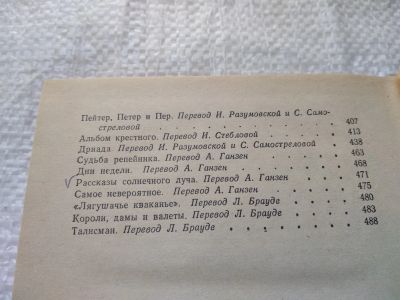 Пейтер, Петер и Пер. Перевод И. Разумовской и С. Само-
стреловой . . . . . . . . . . 407
Альбом крестного. Перевод И. Стебловой . . . . . 413
Дриада. Перевод И. Разумовской и С. Самостреловой . 438
Судьба репейника. Перевод А. Ганзен . . . . . . 463
Дни недели. Перевод А. Ганзен . . . . . . . 468
Рассказы солнечного луча. Перевод А. Ганзен . . . . 471
Самое невероятное. Перевод А. Ганзен . . . . . 475
«Лягушачье кваканье». Перевод Л. Брауде . . . . . 480
Короли, дамы и валеты. Перевод Л. Брауде . . . . 483
Талисман. Перевод Л. Брауде . . . . . . . 488